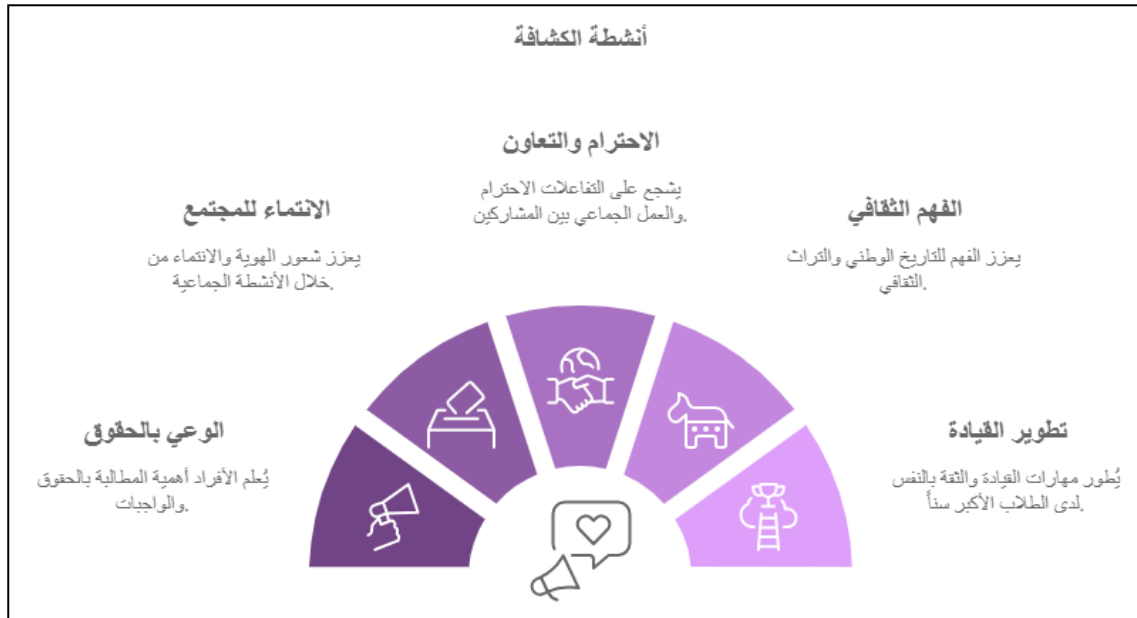 أنشطة الكشافة
الاحترام والتعاون
يشجع على التفاعلات الاحترام
والعمل الجماعي بين المشاركين.
الفهم الثقافي
يعزز الفهم للتاريخ الوطني والتراث
الثقافي.
الانتماء للمجتمع
يعزز شعور الهوية والانتماء من
خلال الأنشطة الجماعية.
تطوير القيادة
يُطور مهارات القيادة والثقة بالنفس
لدى الطلاب الأكبر سناً.
الوعي بالحقوق
يُعلم الأفراد أهمية المطالبة بالحقوق
والواجبات.